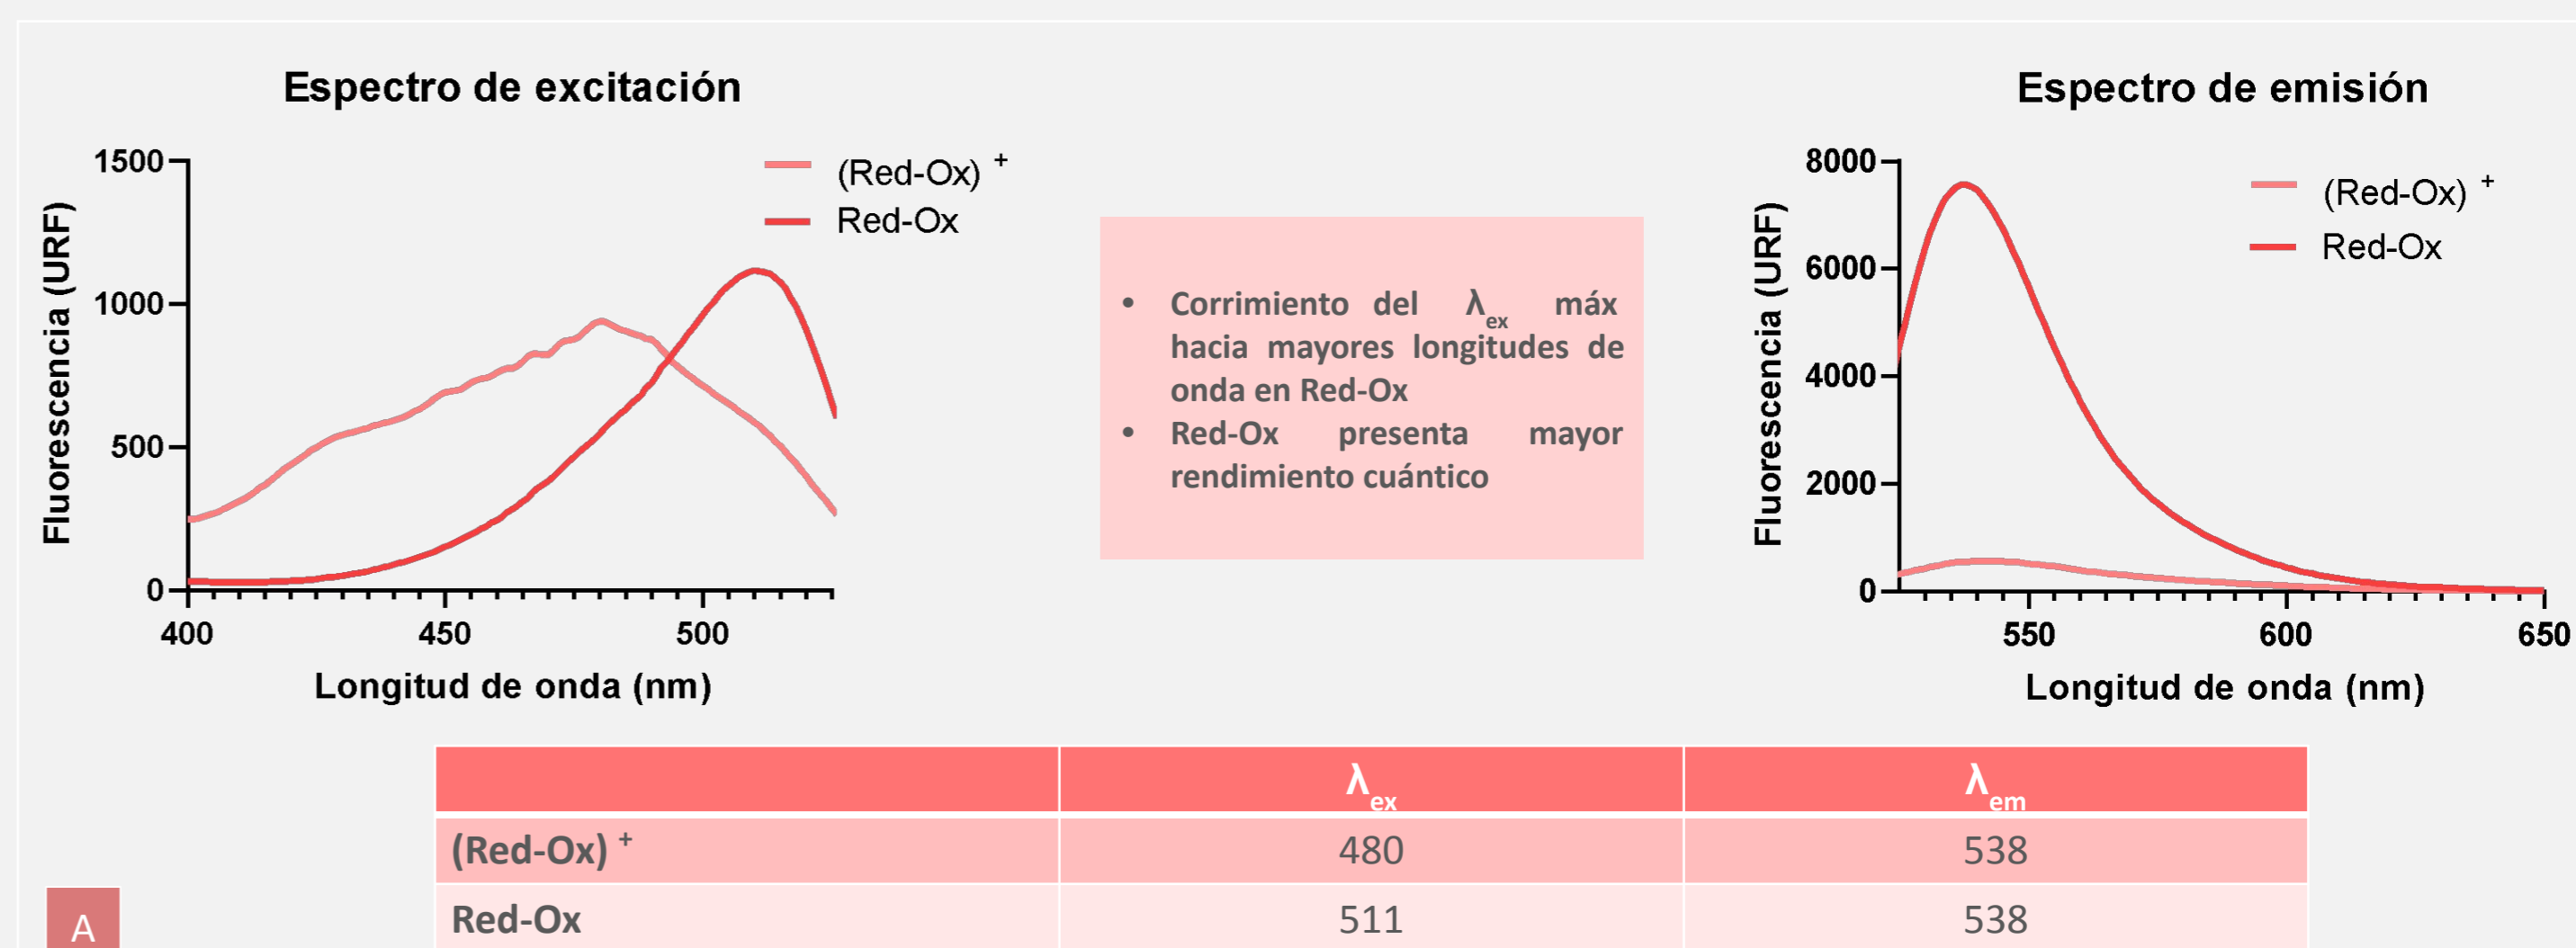 Espectro de excitación
1500
1000
500
0
400 450 500
Fluorescencia (URF)
Longitud de onda (nm)
(Red-Ox) +
Red-Ox
• Corrimiento del λex máx
hacia mayores longitudes de
onda en Red-Ox
• Red-Ox presenta mayor
rendimiento cuántico
Espectro de emisión
8000
6000
4000
2000
0
550 600 650
Fluorescencia (URF)
Longitud de onda (nm)
(Red-Ox) +
Red-Ox
λex λem
(Red-Ox) + 480 538
Red-Ox 511 538
A